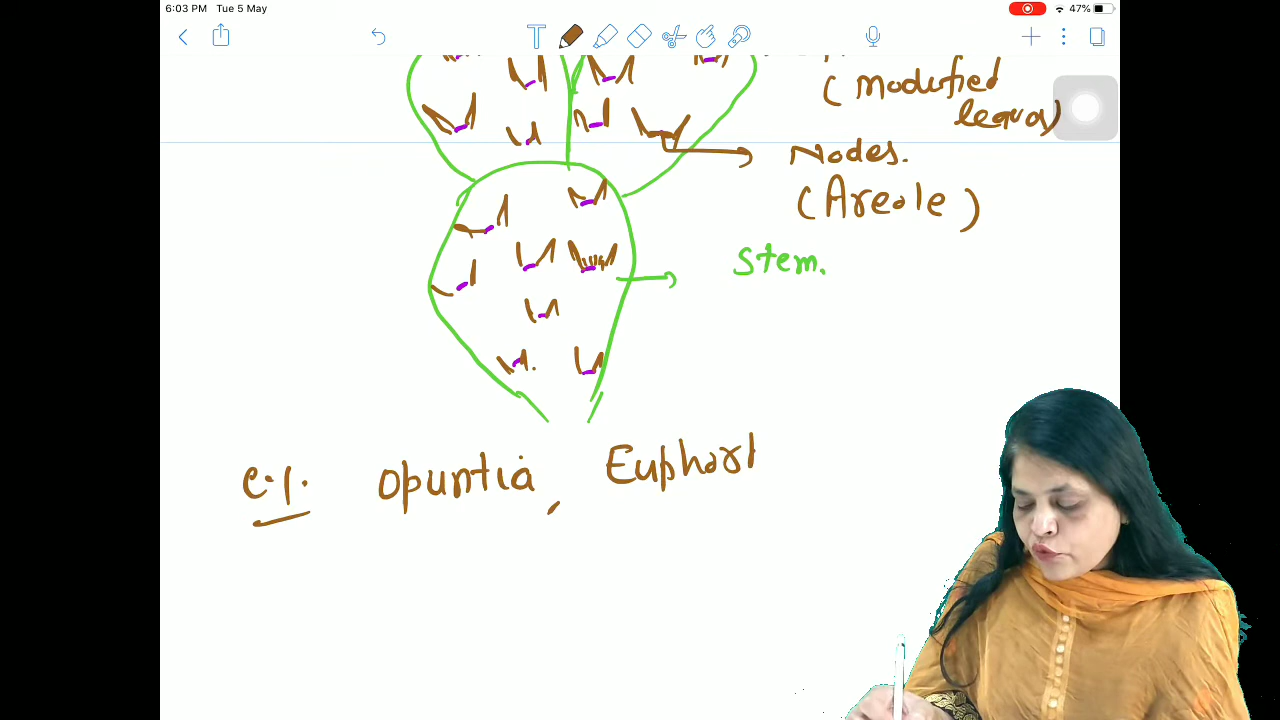 6:03 PM Tue 5 May
47%
T
( Modified
leaves)
Nodes.
(Areole)
Stem.
e.g. Opuntia, Euphorb